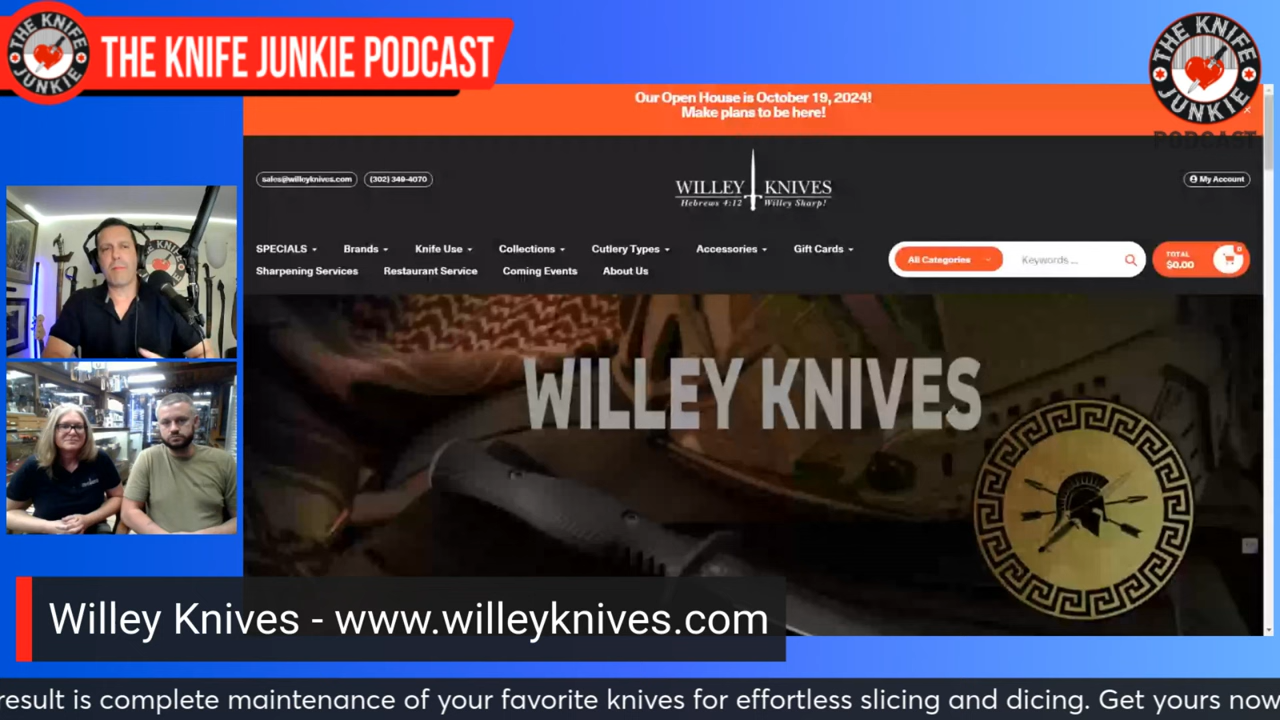 THE KNIFE JUNKIE
THE KNIFE JUNKIE PODCAST
THE KNIFE JUNKIE
PODCAST
Our Open House is October 19, 2024!
Make plans to be here!
sales@willeyknives.com
(302) 349-4070
WILLEY KNIVES
Hebrews 4:12 Willey Sharp!
My Account
SPECIALS
Brands
Knife Use
Collections
Cutlery Types
Accessories
Gift Cards
Sharpening Services
Restaurant Service
Coming Events
About Us
All Categories
Keywords ...
TOTAL
$0.00
0
WILLEY KNIVES
Willey Knives - www.willeyknives.com
result is complete maintenance of your favorite knives for effortless slicing and dicing. Get yours now